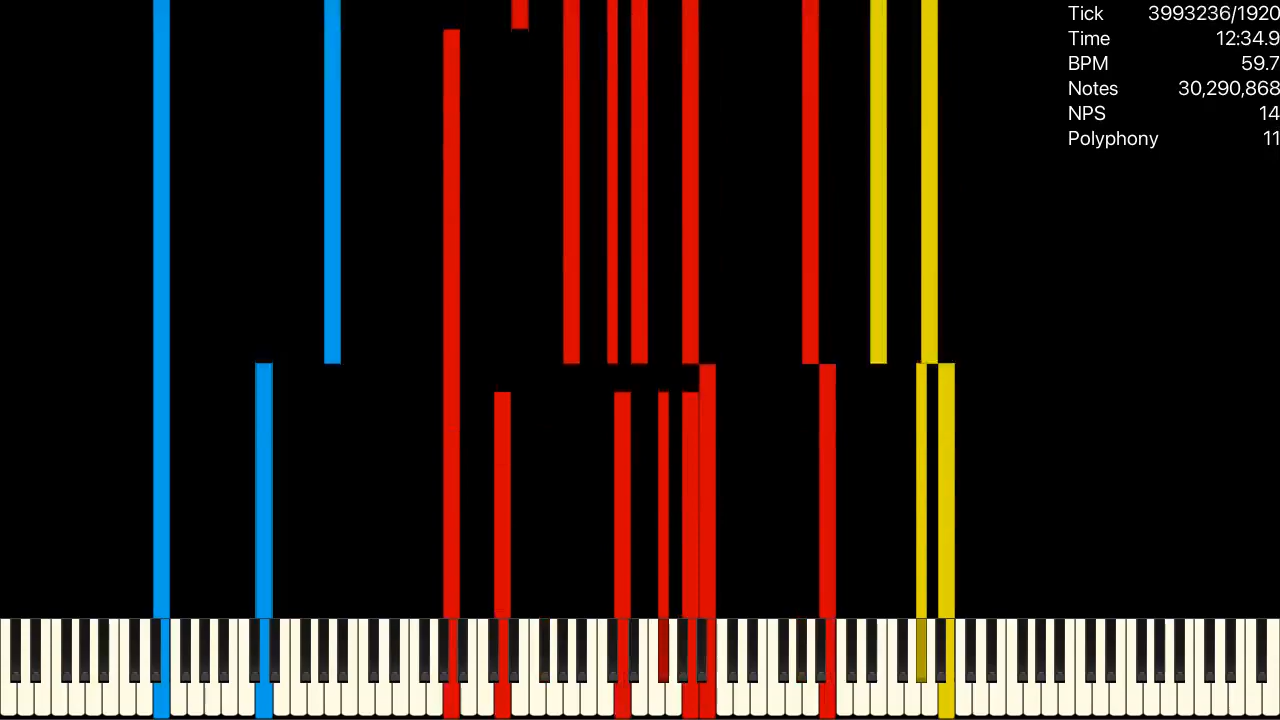 Tick 3993236/1920
Time 12:34.9
BPM 59.7
Notes 30,290,868
NPS 14
Polyphony 11